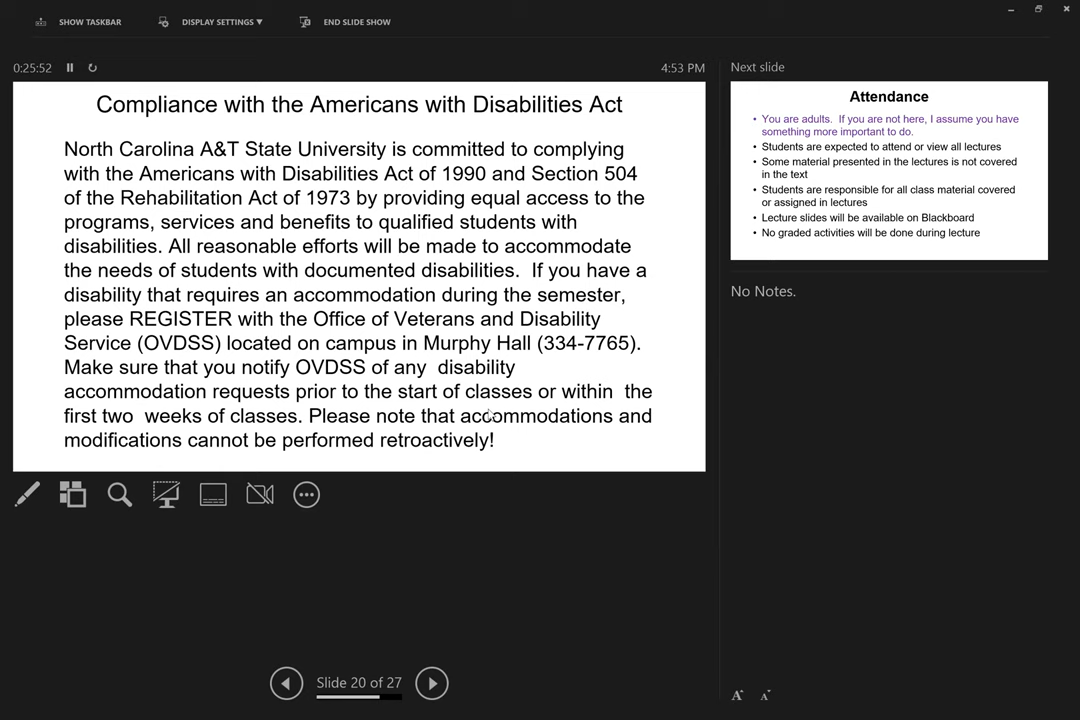 SHOW TASKBAR DISPLAY SETTINGS ▼ END SLIDE SHOW
0:25:52 4:53 PM
Compliance with the Americans with Disabilities Act
North Carolina A&T State University is committed to complying
with the Americans with Disabilities Act of 1990 and Section 504
of the Rehabilitation Act of 1973 by providing equal access to the
programs, services and benefits to qualified students with
disabilities. All reasonable efforts will be made to accommodate
the needs of students with documented disabilities.  If you have a
disability that requires an accommodation during the semester,
please REGISTER with the Office of Veterans and Disability
Service (OVDSS) located on campus in Murphy Hall (334-7765).
Make sure that you notify OVDSS of any  disability
accommodation requests prior to the start of classes or within  the
first two  weeks of classes. Please note that accommodations and
modifications cannot be performed retroactively!
Next slide
Attendance
• You are adults.  If you are not here, I assume you have
something more important to do.
• Students are expected to attend or view all lectures
• Some material presented in the lectures is not covered
in the text
• Students are responsible for all class material covered
or assigned in lectures
• Lecture slides will be available on Blackboard
• No graded activities will be done during lecture
No Notes.
Slide 20 of 27
A A